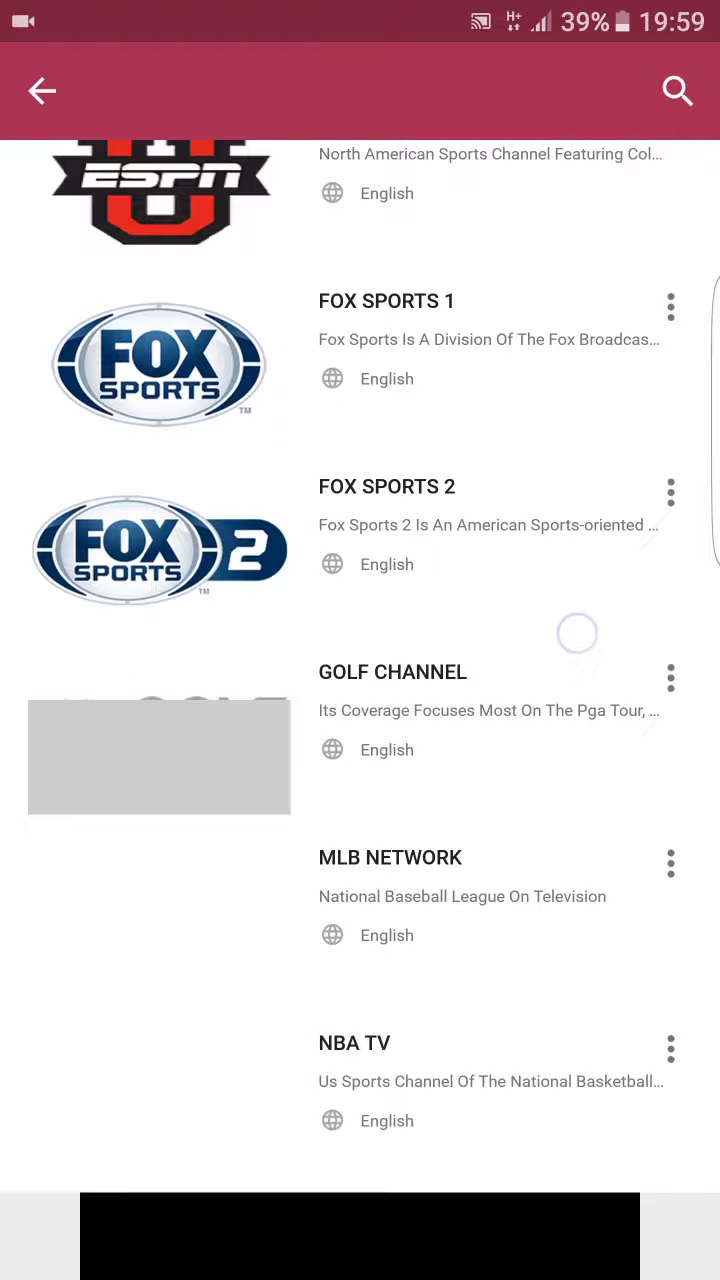 39% 19:59
North American Sports Channel Featuring Col...
ESPN
English
FOX SPORTS 1
FOX
SPORTS
TM
Fox Sports Is A Division Of The Fox Broadcas...
English
FOX SPORTS 2
FOX
SPORTS
2
TM
Fox Sports 2 Is An American Sports-oriented ...
English
GOLF CHANNEL
Its Coverage Focuses Most On The Pga Tour, ...
English
MLB NETWORK
National Baseball League On Television
English
NBA TV
Us Sports Channel Of The National Basketball...
English